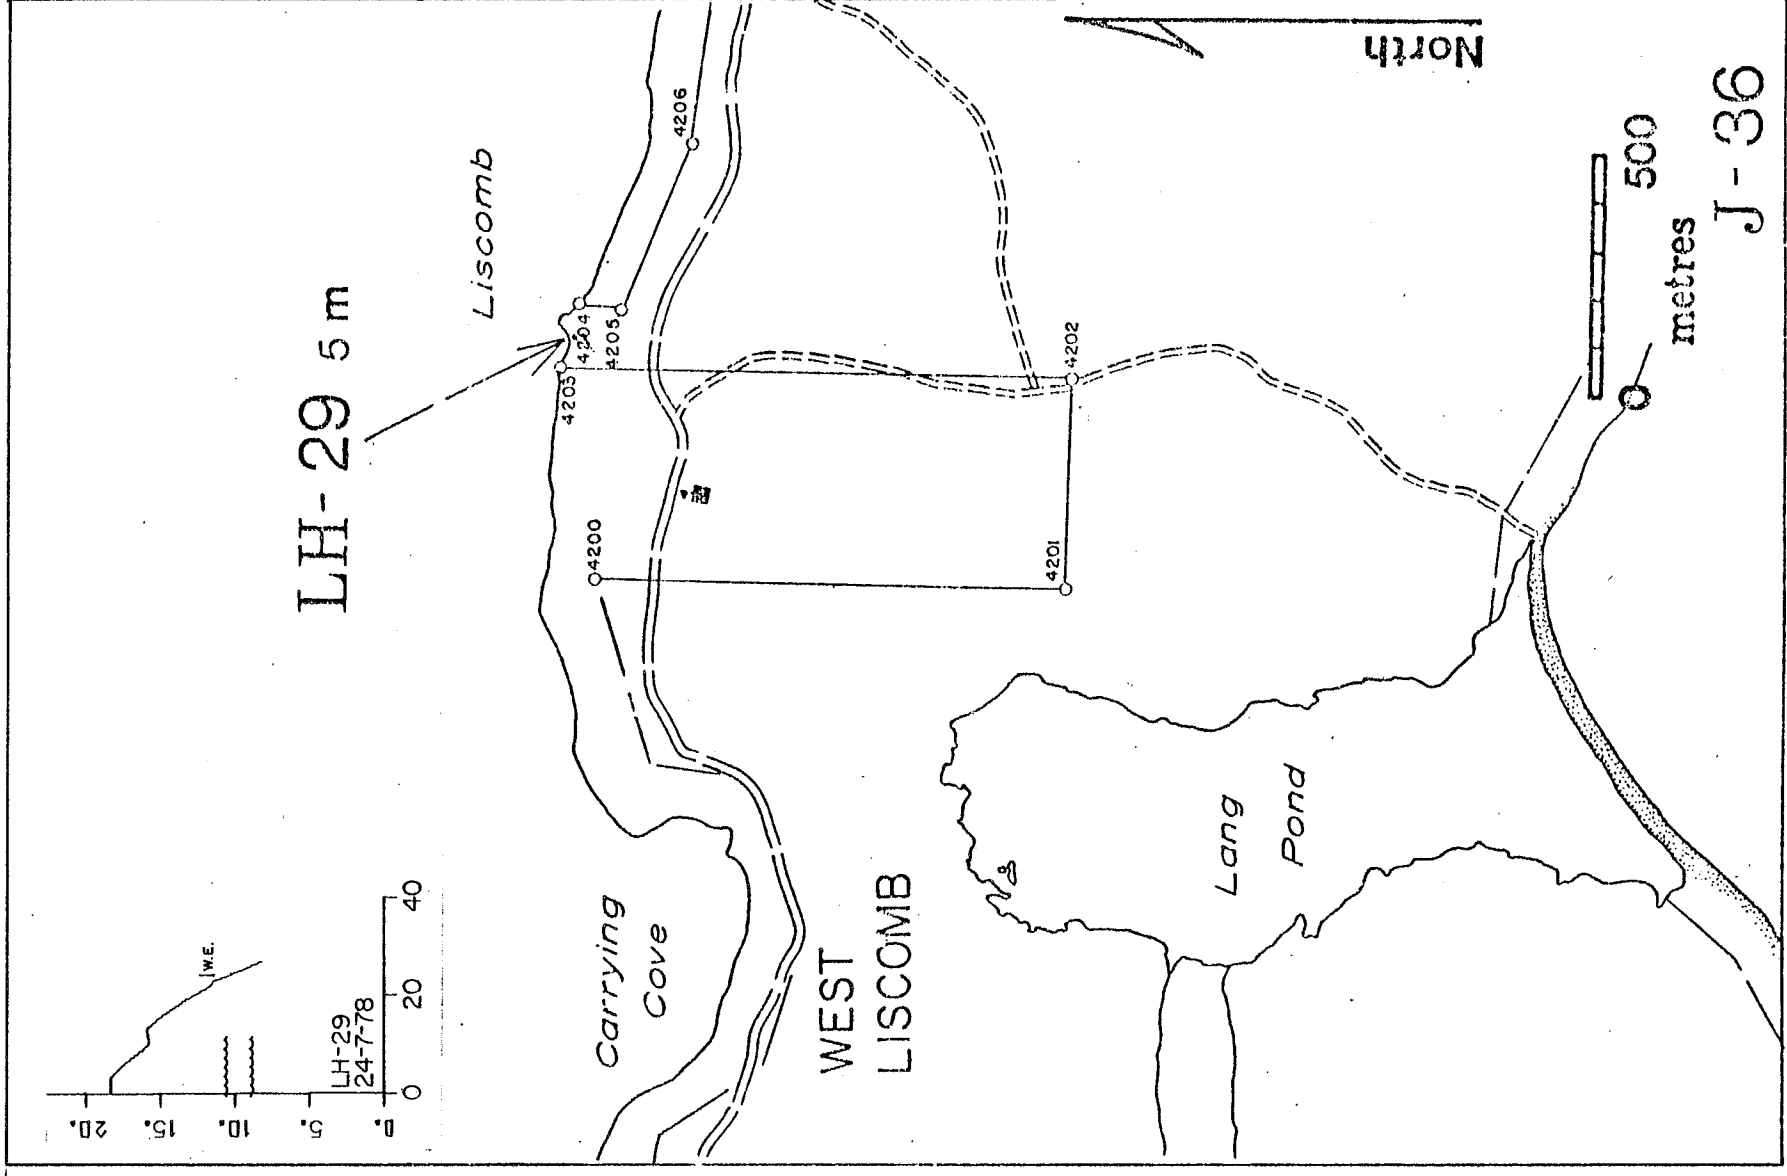 LH-29 5m
Liscomb
4206
4204
4205
4203
4202
4200
4201
Carrying
Cove
WEST
LISCOMB
Lang
Pond
North
500
metres
J-36
20.
15.
10.
5.
0.
W.E.
LH-29
24-7-78
0
20
40